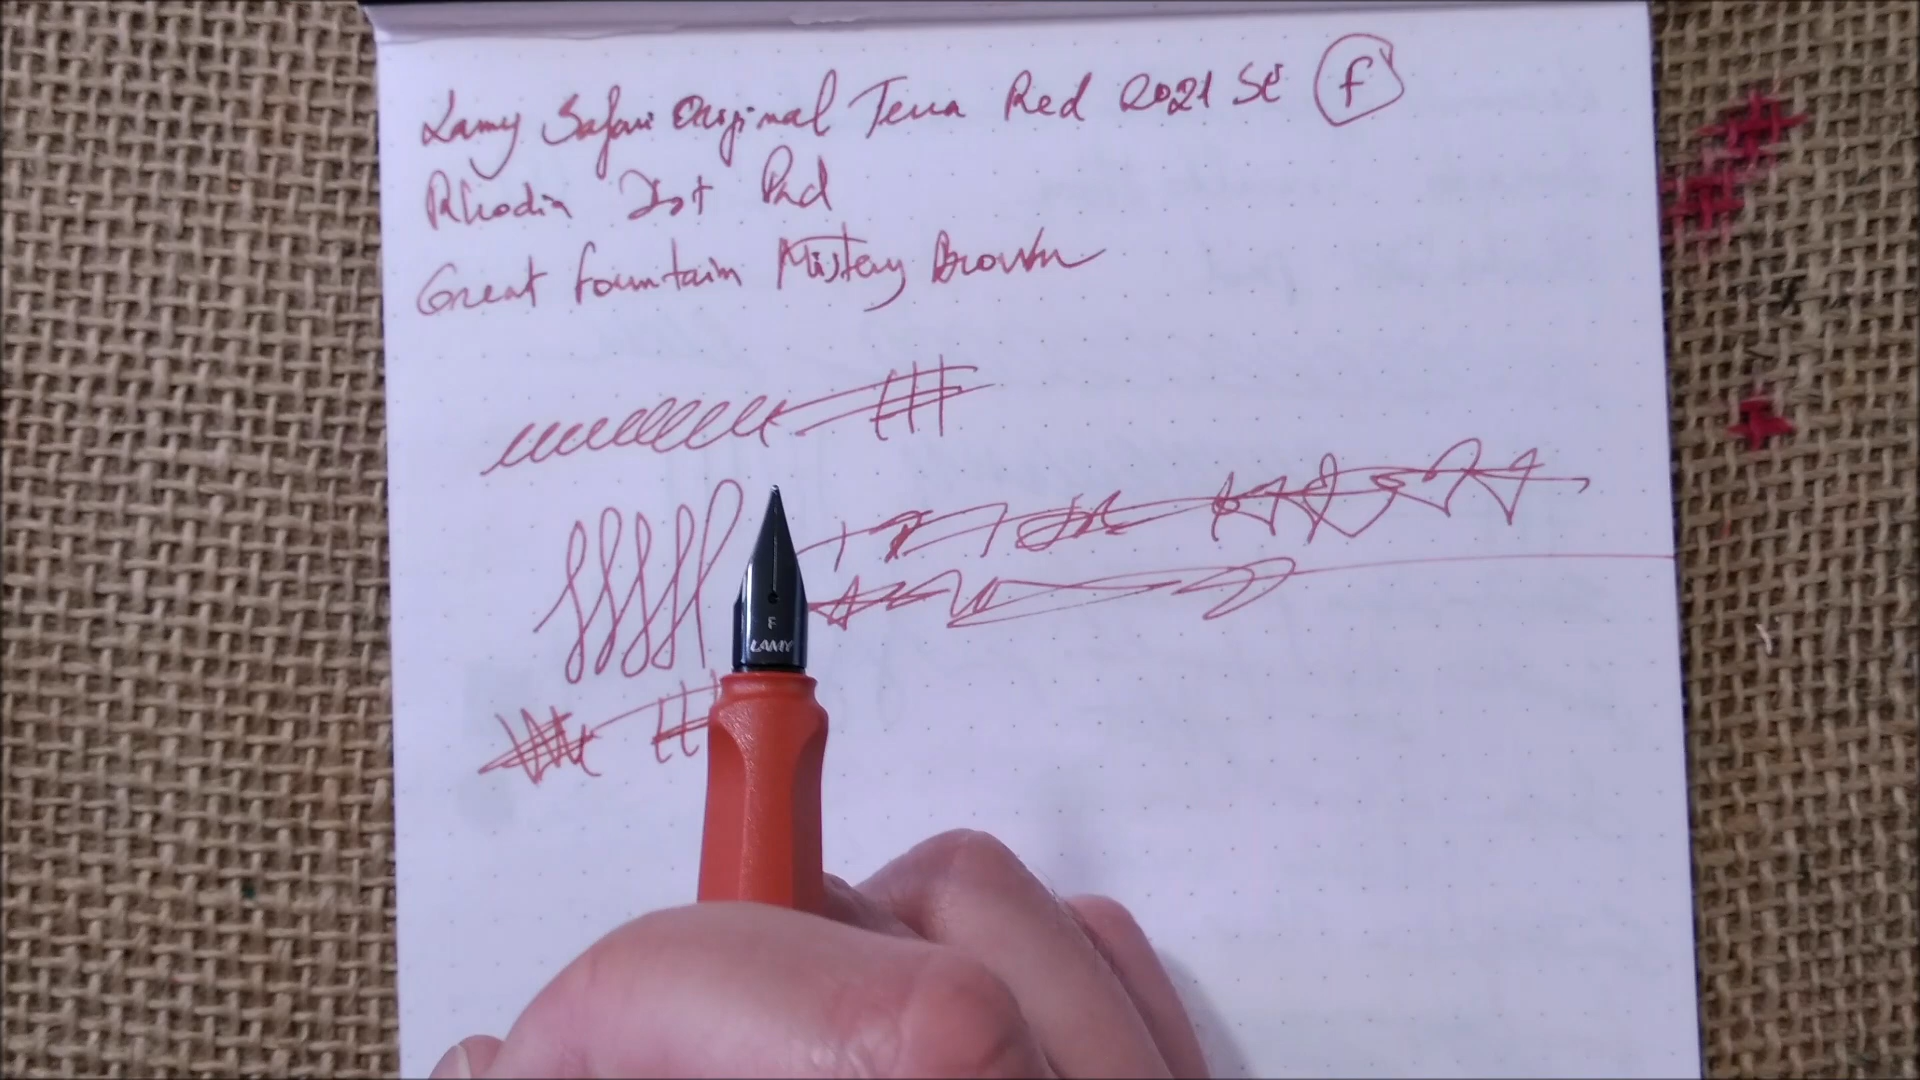 Lamy Safari Original Terra Red 2021 SE F
Rhodia Dot Pad
Great Fountain Mistery Brown
F
LAMY